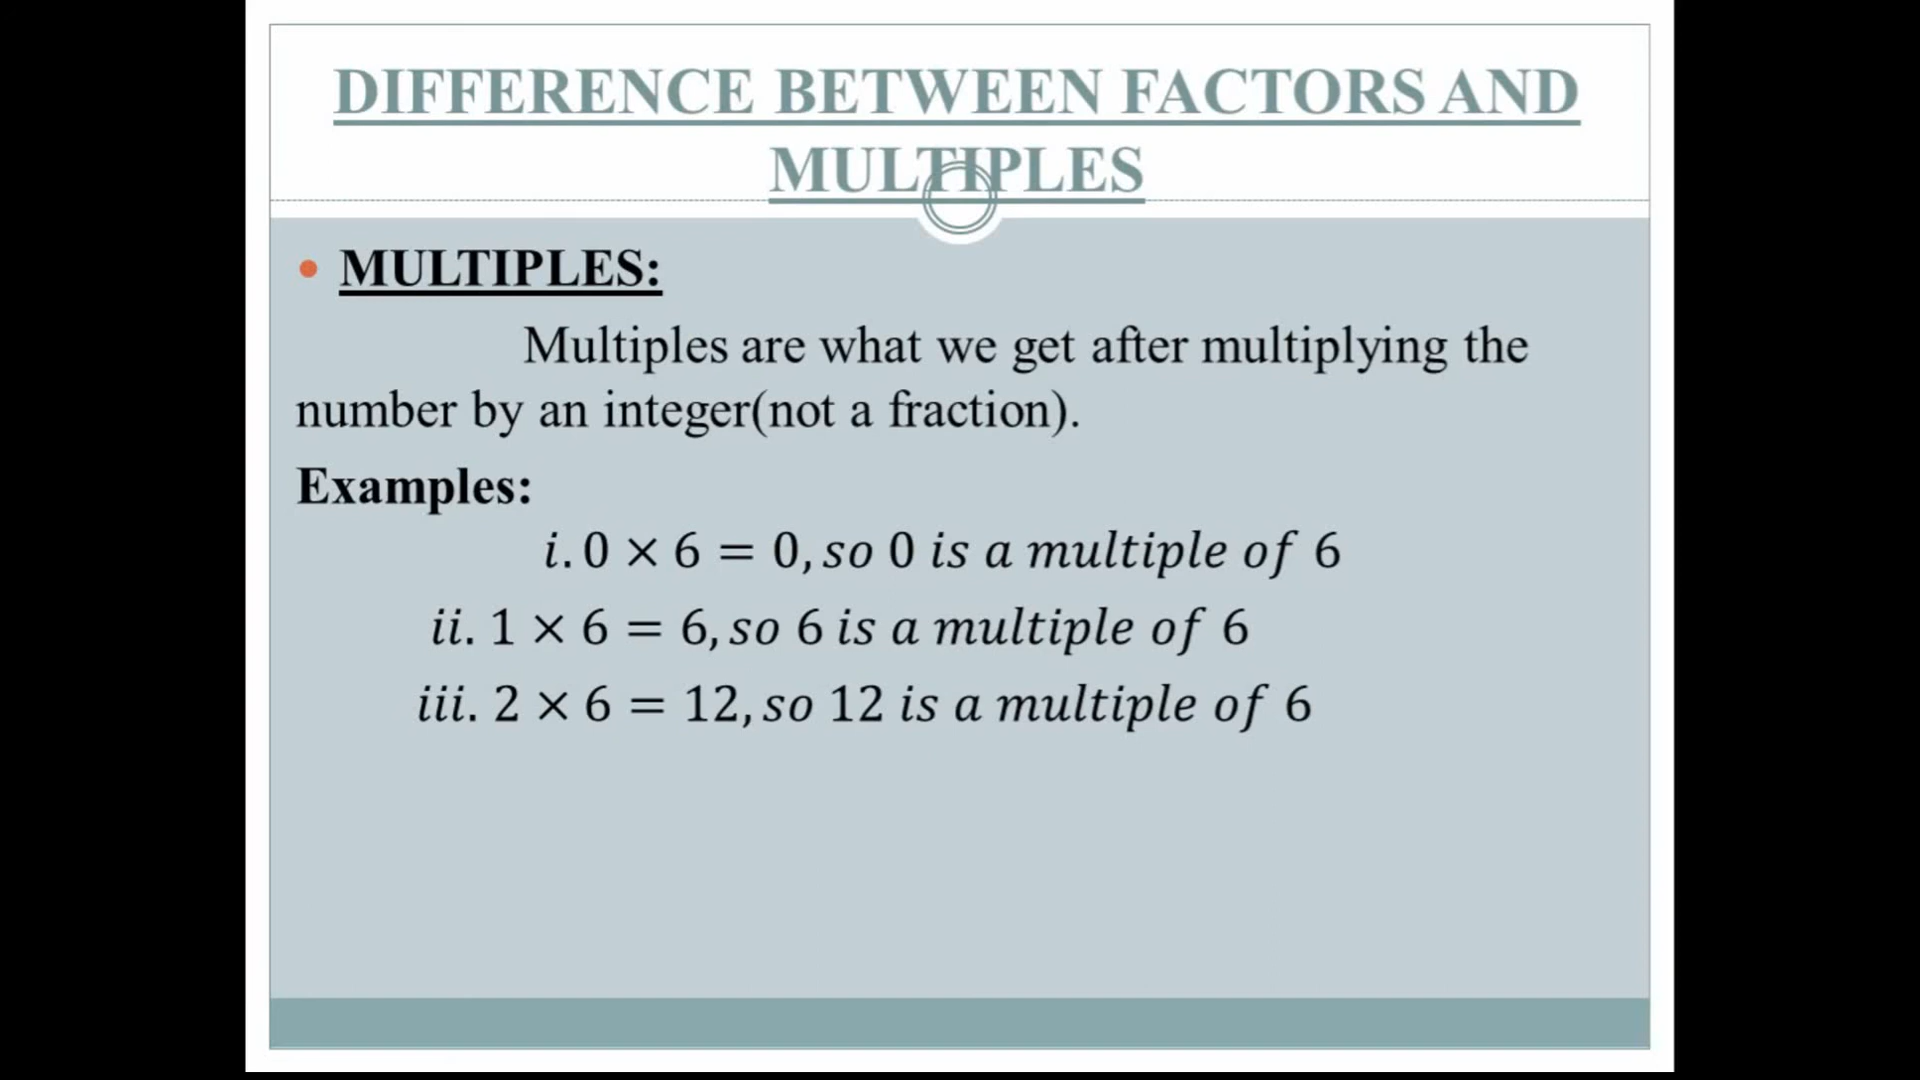 DIFFERENCE BETWEEN FACTORS AND
MULTIPLES
• MULTIPLES:
Multiples are what we get after multiplying the
number by an integer(not a fraction).
Examples:
i. 0 × 6 = 0, so 0 is a multiple of 6
ii. 1 × 6 = 6, so 6 is a multiple of 6
iii. 2 × 6 = 12, so 12 is a multiple of 6